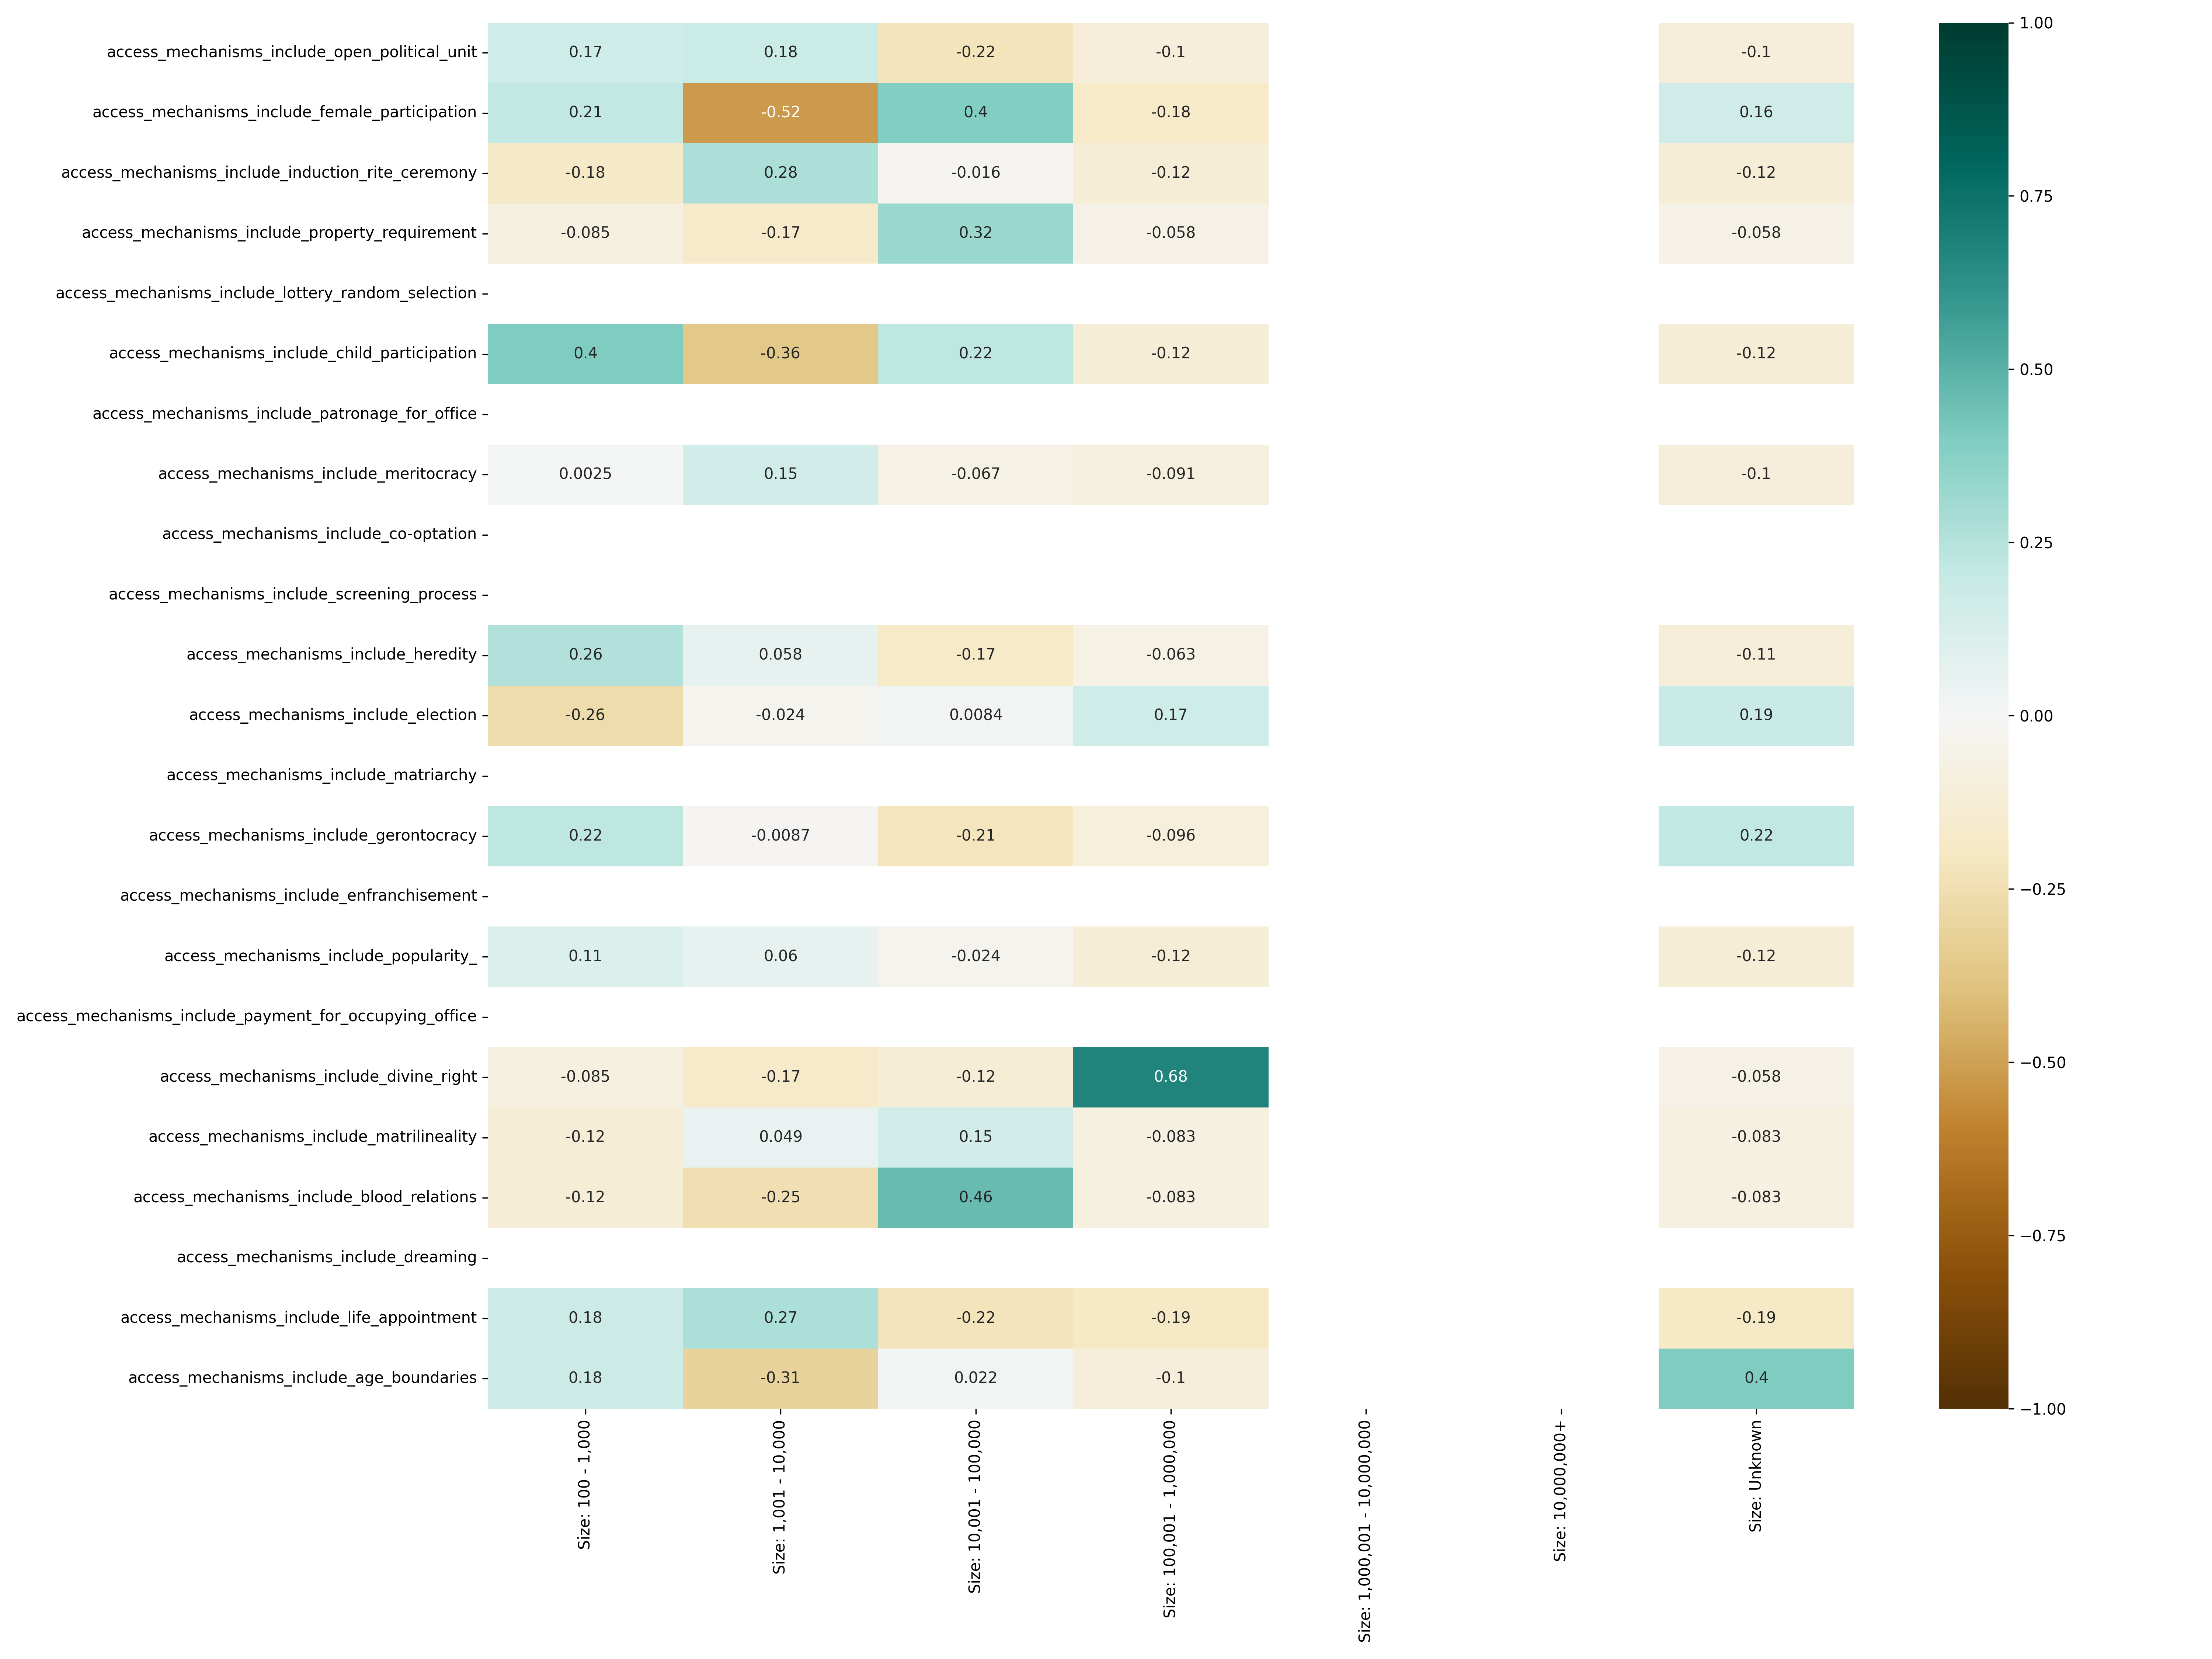 access_mechanisms_include_open_political_unit 0.17 0.18 -0.22 -0.1 -0.1
access_mechanisms_include_female_participation 0.21 -0.52 0.4 -0.18 0.16
access_mechanisms_include_induction_rite_ceremony -0.18 0.28 -0.016 -0.12 -0.12
access_mechanisms_include_property_requirement -0.085 -0.17 0.32 -0.058 -0.058
access_mechanisms_include_lottery_random_selection
access_mechanisms_include_child_participation 0.4 -0.36 0.22 -0.12 -0.12
access_mechanisms_include_patronage_for_office
access_mechanisms_include_meritocracy 0.0025 0.15 -0.067 -0.091 -0.1
access_mechanisms_include_co-optation
access_mechanisms_include_screening_process
access_mechanisms_include_heredity 0.26 0.058 -0.17 -0.063 -0.11
access_mechanisms_include_election -0.26 -0.024 0.0084 0.17 0.19
access_mechanisms_include_matriarchy
access_mechanisms_include_gerontocracy 0.22 -0.0087 -0.21 -0.096 0.22
access_mechanisms_include_enfranchisement
access_mechanisms_include_popularity_ 0.11 0.06 -0.024 -0.12 -0.12
access_mechanisms_include_payment_for_occupying_office
access_mechanisms_include_divine_right -0.085 -0.17 -0.12 0.68 -0.058
access_mechanisms_include_matrilineality -0.12 0.049 0.15 -0.083 -0.083
access_mechanisms_include_blood_relations -0.12 -0.25 0.46 -0.083 -0.083
access_mechanisms_include_dreaming
access_mechanisms_include_life_appointment 0.18 0.27 -0.22 -0.19 -0.19
access_mechanisms_include_age_boundaries 0.18 -0.31 0.022 -0.1 0.4
Size: 100 - 1,000
Size: 1,001 - 10,000
Size: 10,001 - 100,000
Size: 100,001 - 1,000,000
Size: 1,000,001 - 10,000,000
Size: 10,000,000+
Size: Unknown
1.00
0.75
0.50
0.25
0.00
−0.25
−0.50
−0.75
−1.00